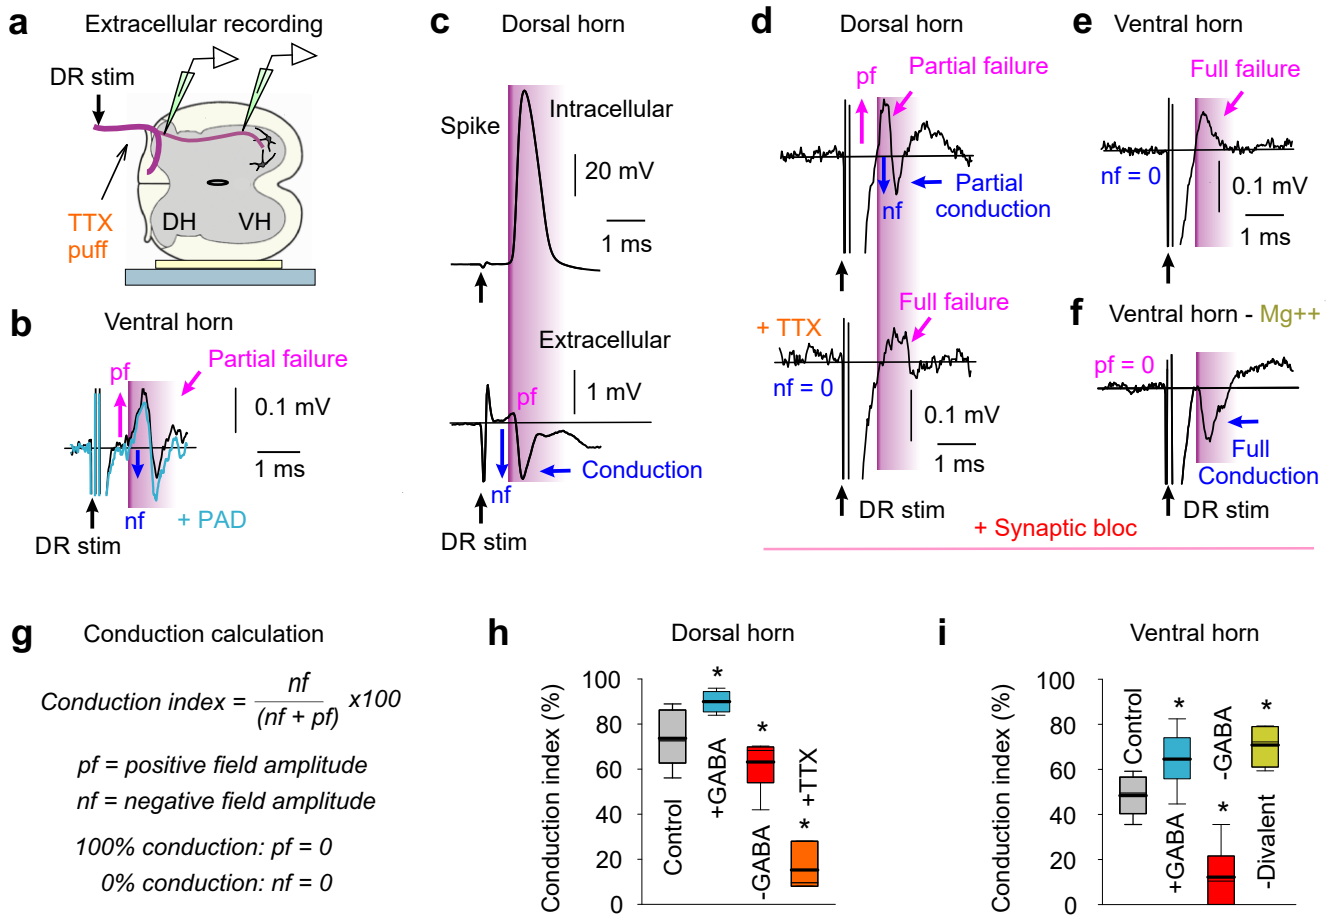 a
Extracellular recording
DR stim
TTX
puff
DH
VH
b
Ventral horn
pf
Partial failure
0.1 mV
1 ms
nf
+ PAD
DR stim
c
Dorsal horn
Spike
Intracellular
20 mV
1 ms
Extracellular
pf
1 mV
nf
Conduction
DR stim
d
Dorsal horn
pf
Partial failure
nf
Partial
conduction
+ TTX
Full failure
nf = 0
0.1 mV
1 ms
DR stim
e
Ventral horn
Full failure
nf = 0
0.1 mV
1 ms
f
Ventral horn - Mg++
pf = 0
Full
Conduction
DR stim
+ Synaptic bloc
g
Conduction calculation
Conduction index = nf / (nf + pf) x100
pf = positive field amplitude
nf = negative field amplitude
100% conduction: pf = 0
0% conduction: nf = 0
h
Dorsal horn
Conduction index (%)
100
80
60
40
20
0
Control
+GABA
-GABA
+TTX
*
*
*
i
Ventral horn
Conduction index (%)
100
80
60
40
20
0
Control
+GABA
-GABA
-Divalent
*
*
*